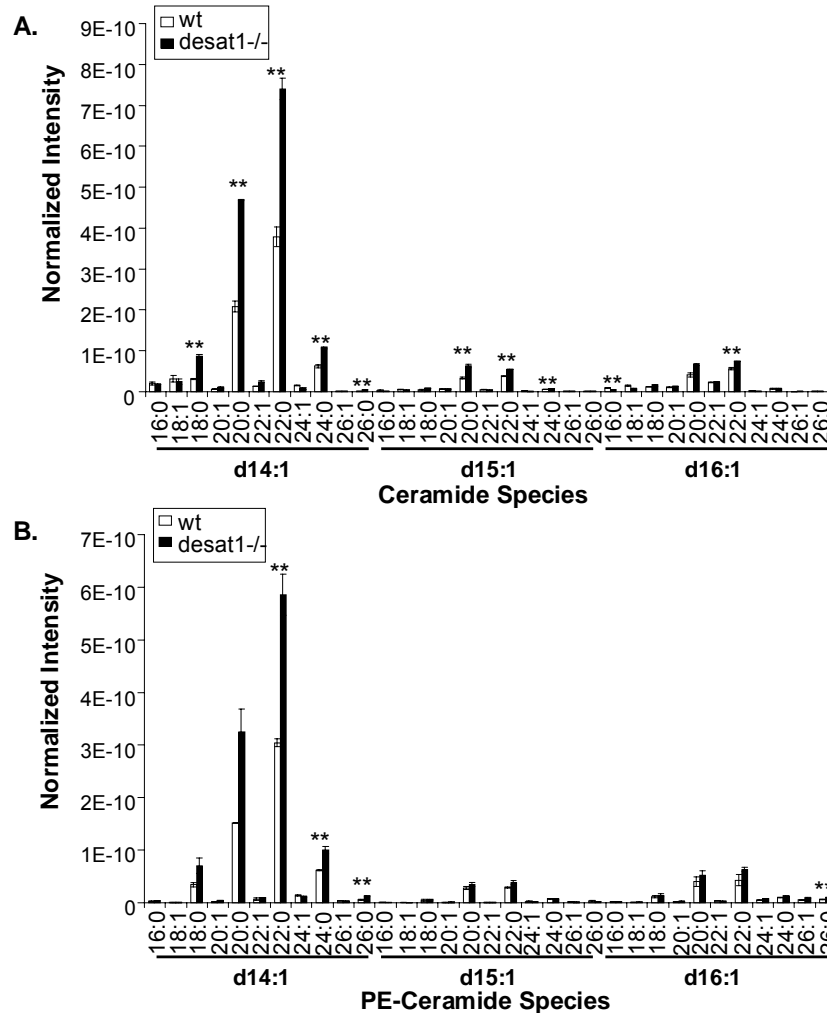 A.
wt
desat1-/-
Normalized Intensity
9E-10
8E-10
7E-10
6E-10
5E-10
4E-10
3E-10
2E-10
1E-10
0
** ** ** ** ** ** ** ** ** **
16:0 18:1 18:0 20:1 20:0 22:1 22:0 24:1 24:0 26:1 26:0 16:0 18:1 18:0 20:1 20:0 22:1 22:0 24:1 24:0 26:1 26:0 16:0 18:1 18:0 20:1 20:0 22:1 22:0 24:1 24:0 26:1 26:0
d14:1 d15:1 d16:1
Ceramide Species
B.
wt
desat1-/-
Normalized Intensity
7E-10
6E-10
5E-10
4E-10
3E-10
2E-10
1E-10
0
** ** ** **
16:0 18:1 18:0 20:1 20:0 22:1 22:0 24:1 24:0 26:1 26:0 16:0 18:1 18:0 20:1 20:0 22:1 22:0 24:1 24:0 26:1 26:0 16:0 18:1 18:0 20:1 20:0 22:1 22:0 24:1 24:0 26:1 26:0
d14:1 d15:1 d16:1
PE-Ceramide Species